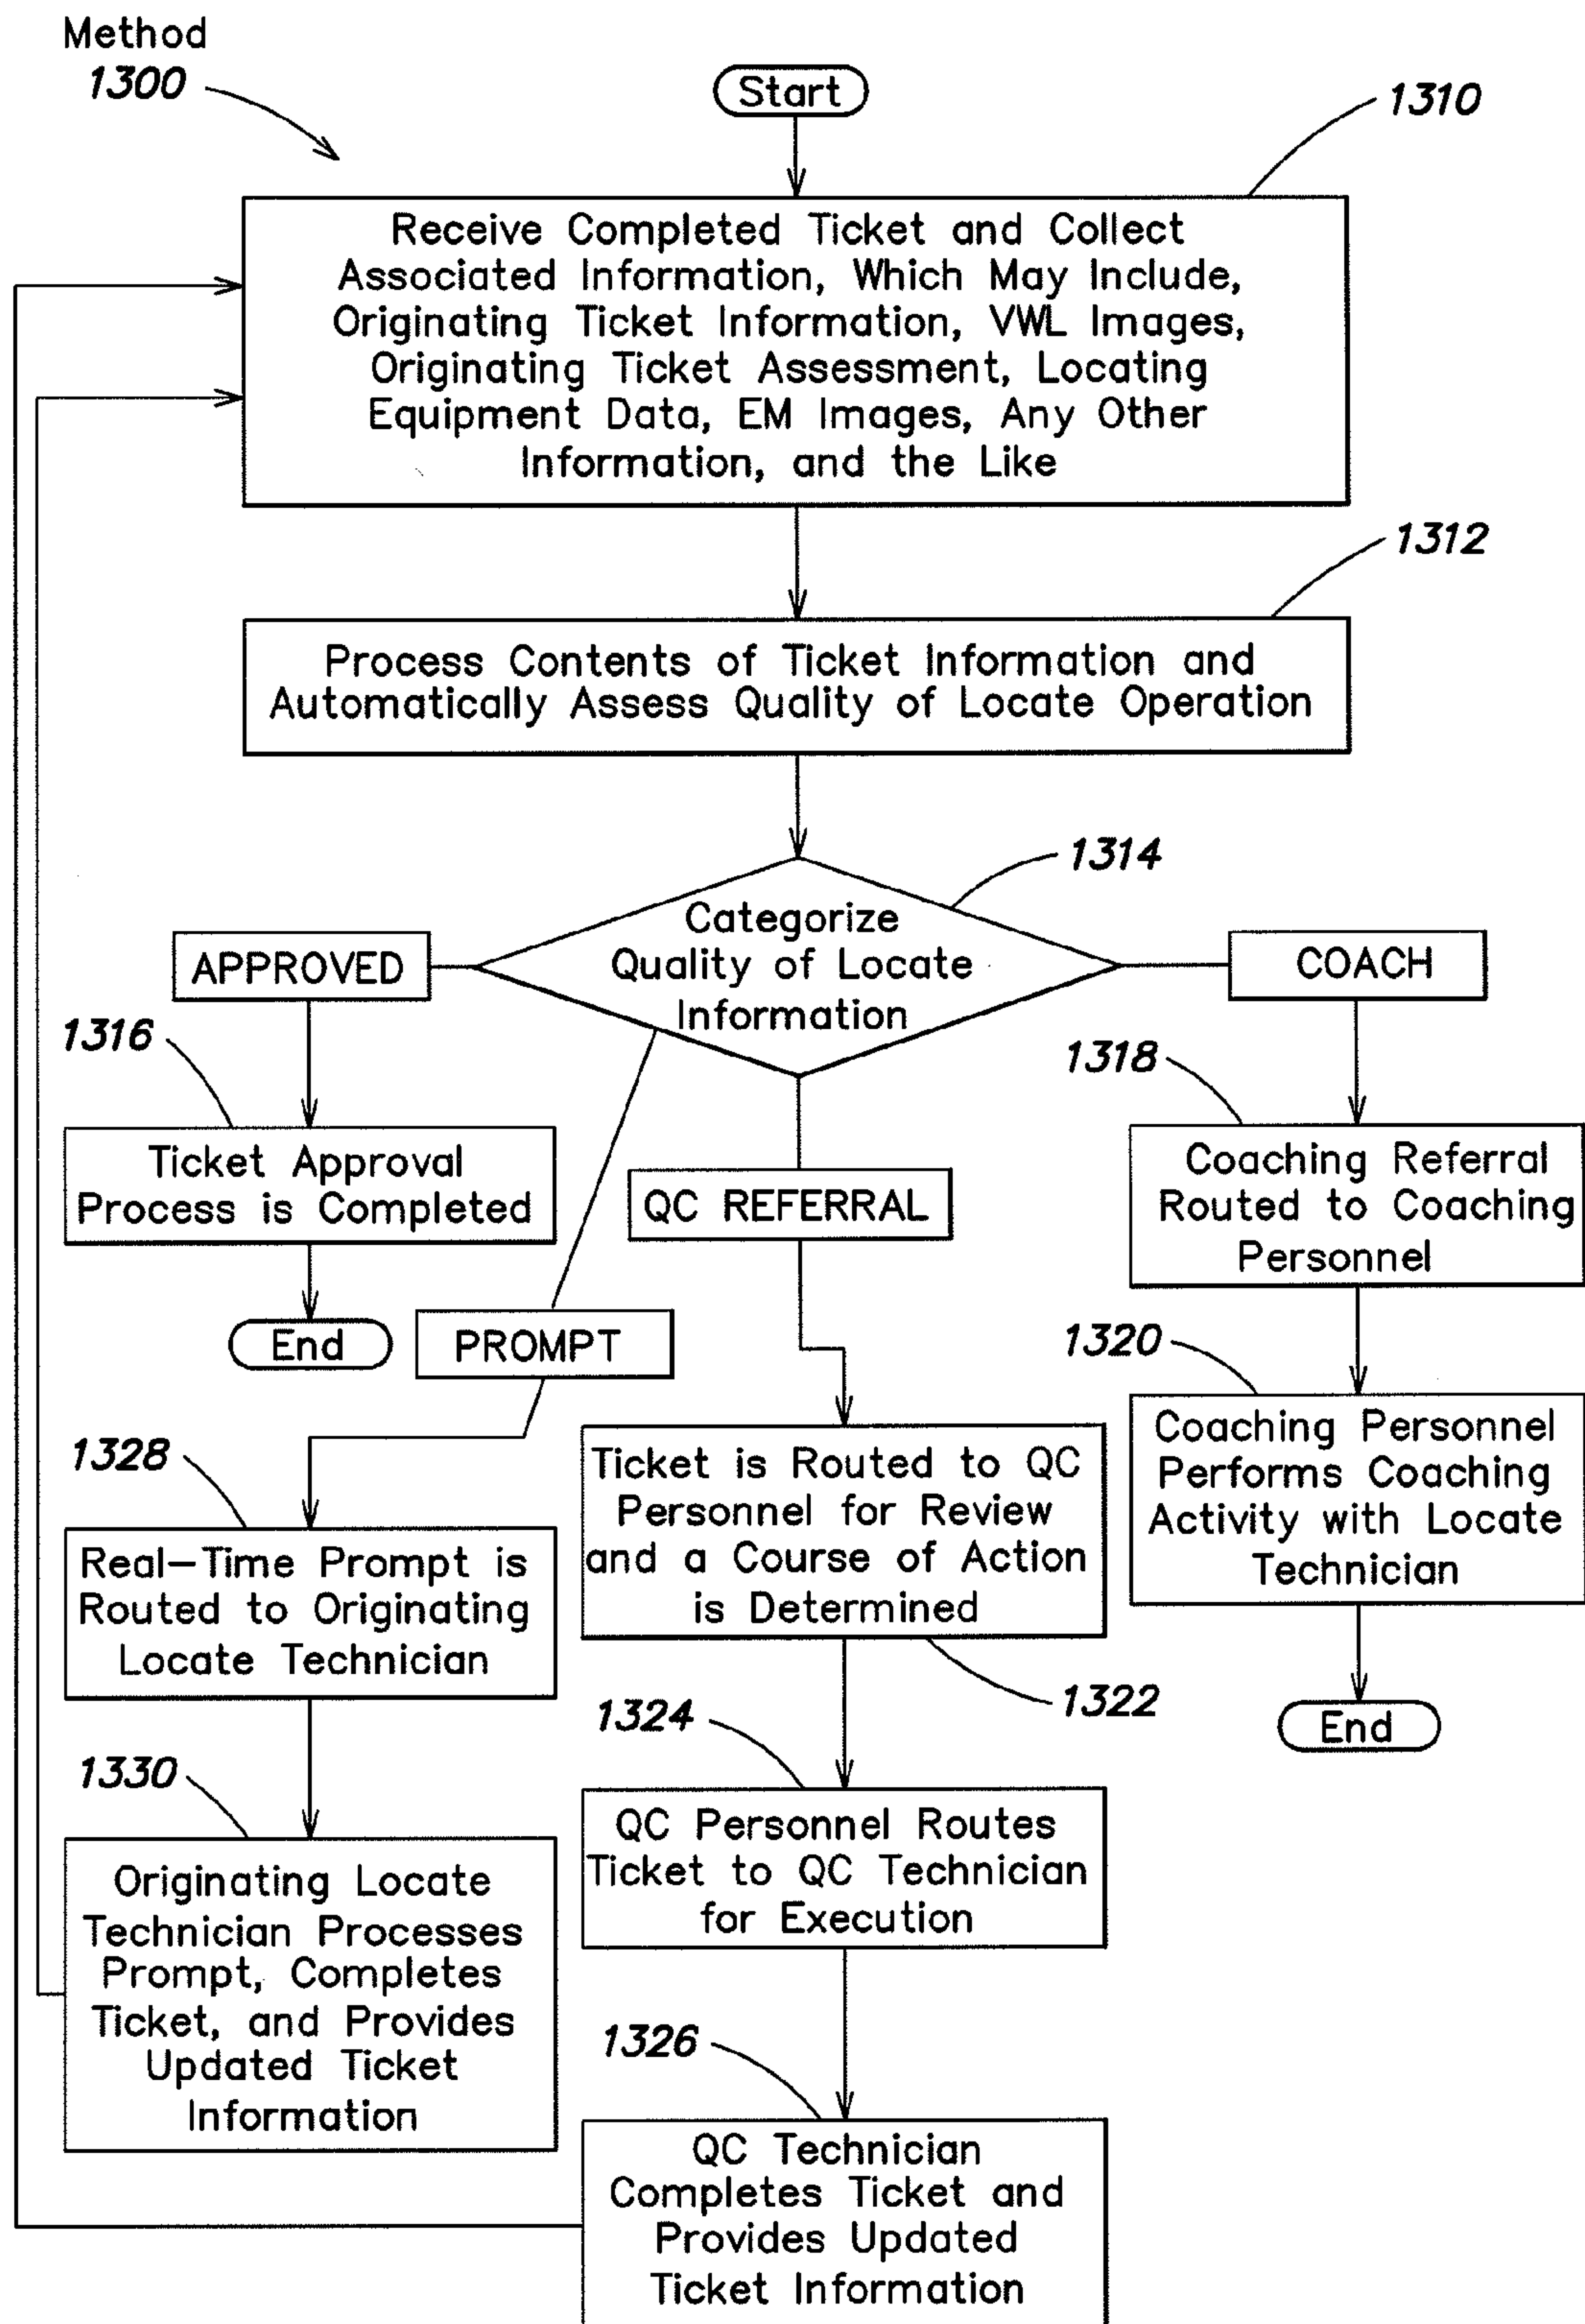 Method
1300
Start
1310
Receive Completed Ticket and Collect
Associated Information, Which May Include,
Originating Ticket Information, VWL Images,
Originating Ticket Assessment, Locating
Equipment Data, EM Images, Any Other
Information, and the Like
1312
Process Contents of Ticket Information and
Automatically Assess Quality of Locate Operation
1314
Categorize
Quality of Locate
Information
APPROVED
COACH
1316
Ticket Approval
Process is Completed
End
PROMPT
QC REFERRAL
1318
Coaching Referral
Routed to Coaching
Personnel
1320
Coaching Personnel
Performs Coaching
Activity with Locate
Technician
End
1328
Real-Time Prompt is
Routed to Originating
Locate Technician
1330
Originating Locate
Technician Processes
Prompt, Completes
Ticket, and Provides
Updated Ticket
Information
Ticket is Routed to QC
Personnel for Review
and a Course of Action
is Determined
1322
1324
QC Personnel Routes
Ticket to QC Technician
for Execution
1326
QC Technician
Completes Ticket and
Provides Updated
Ticket Information